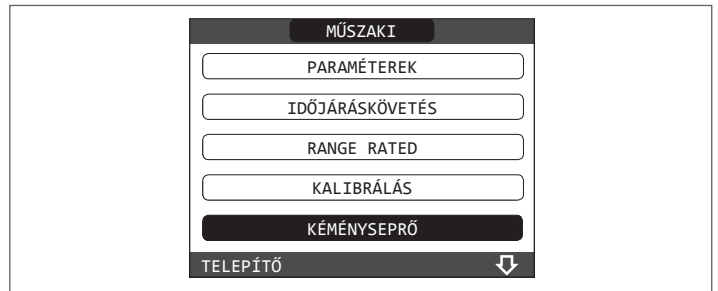 MŰSZAKI
PARAMÉTEREK
IDŐJÁRÁSKÖVETÉS
RANGE RATED
KALIBRÁLÁS
KÉMÉNYSEPRŐ
TELEPÍTŐ